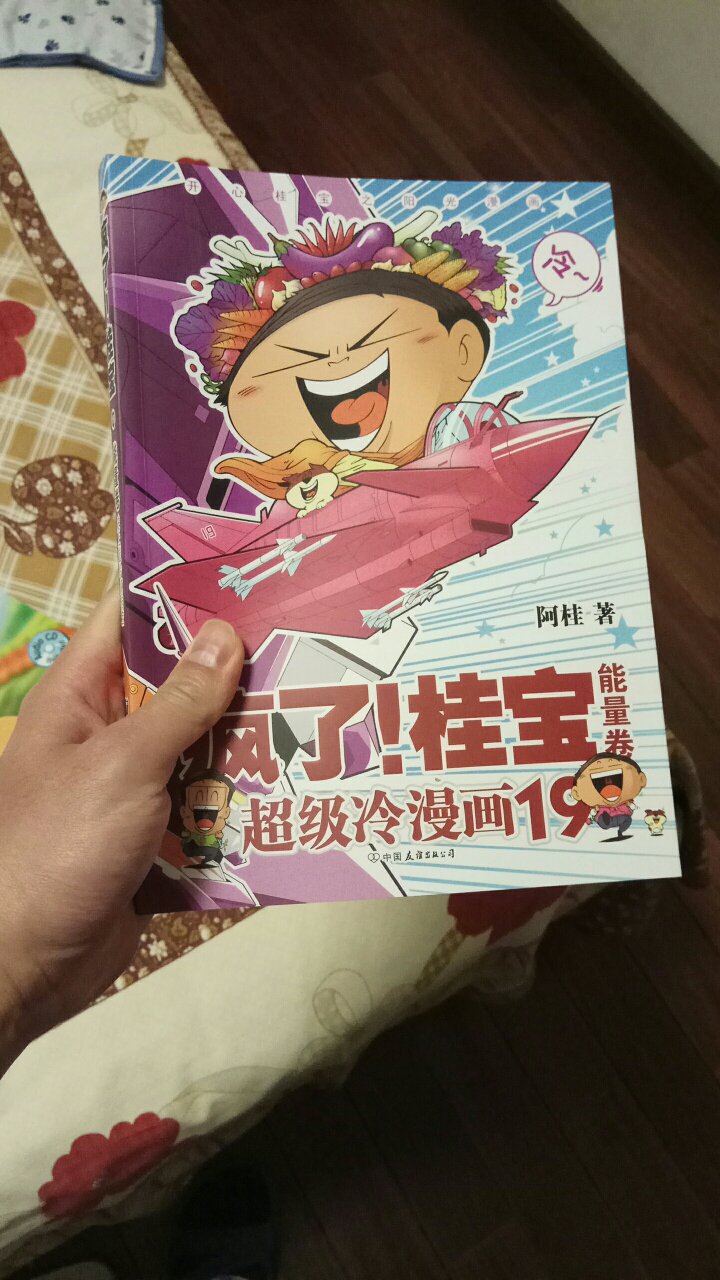 开心桂宝之阳光漫画
冷~
阿桂 著
疯了!桂宝
能量卷
超级冷漫画19
中国友谊出版公司